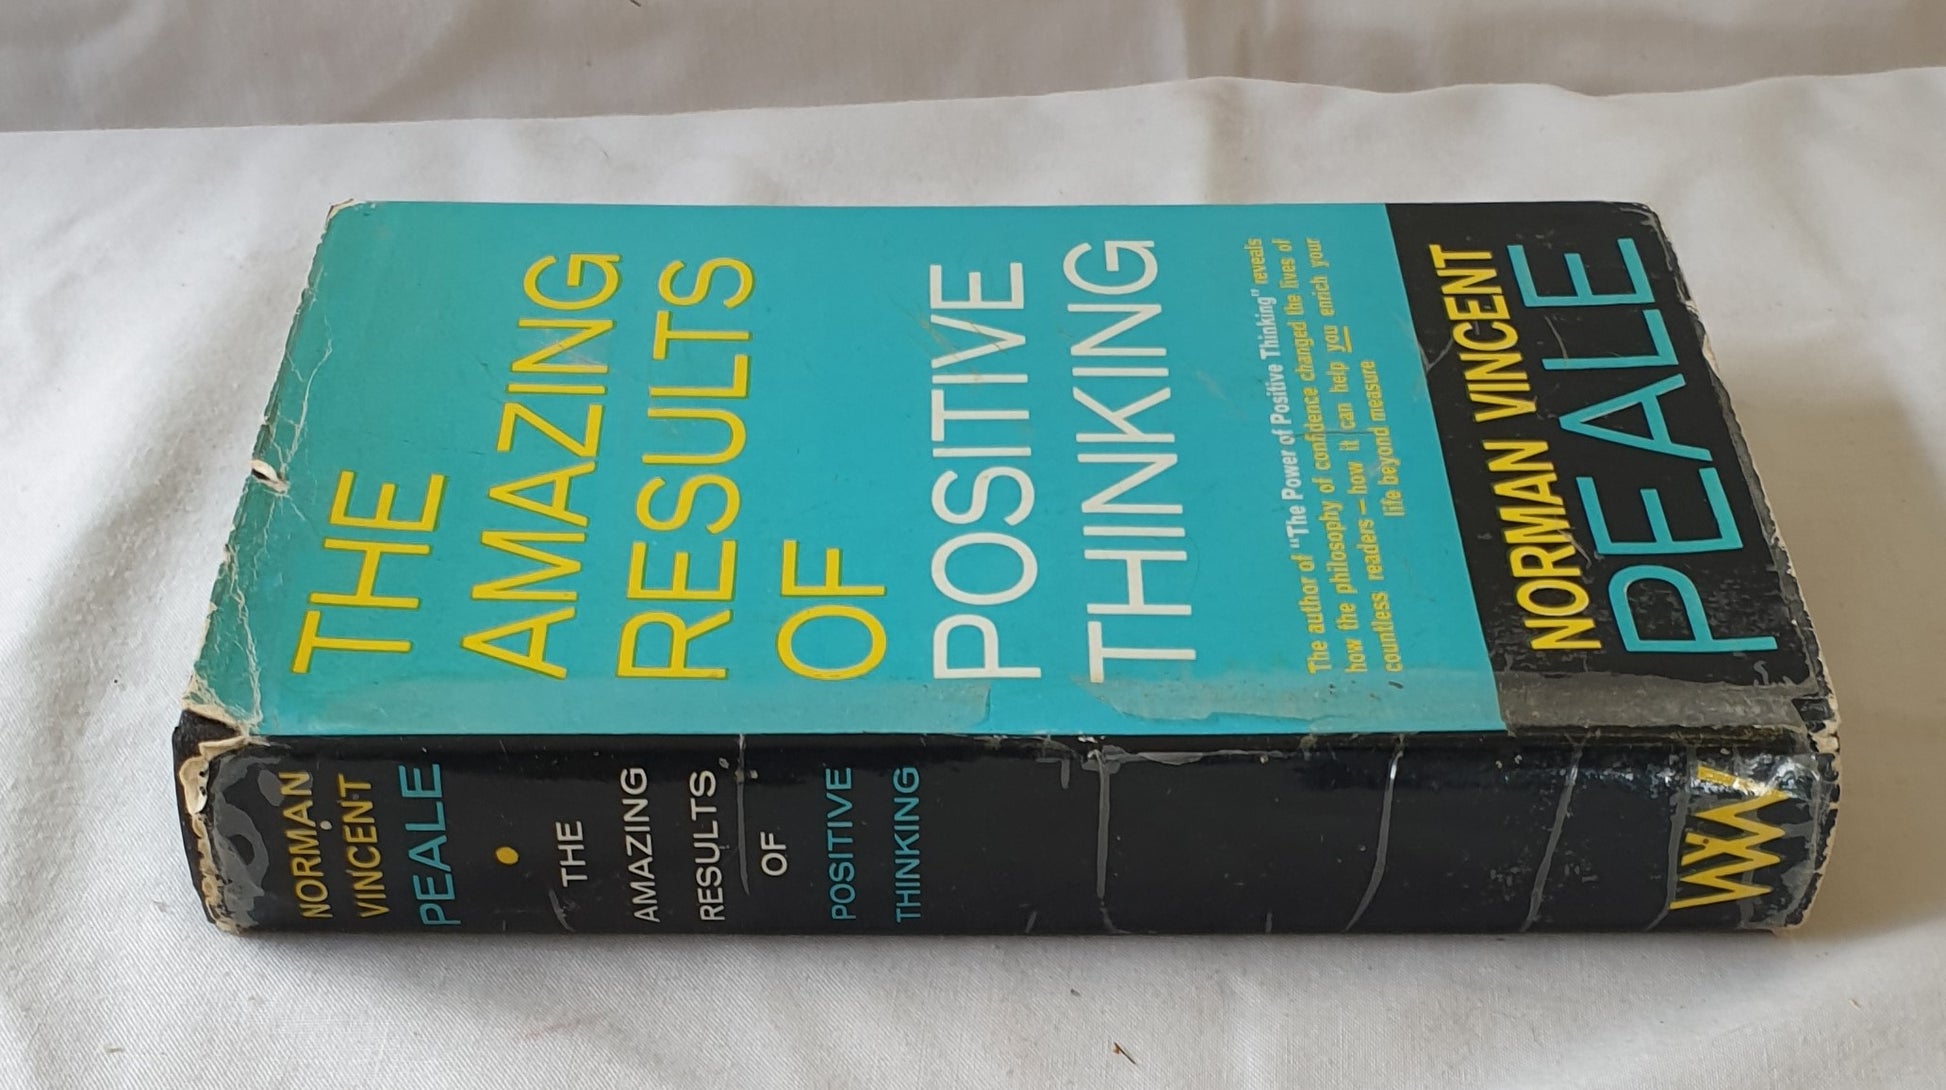 THE
AMAZING
RESULTS
OF
POSITIVE
THINKING
The author of "The Power of Positive Thinking" reveals
how the philosophy of confidence changed the lives of
countless readers — how it can help you enrich your
life beyond measure
NORMAN VINCENT
PEALE
NORMAN
VINCENT
PEALE
•
THE
AMAZING
RESULTS
OF
POSITIVE
THINKING